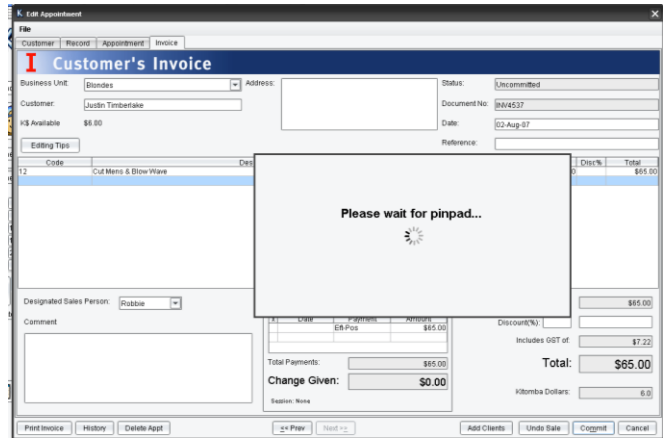 K Edit Appointment
File
Customer Record Appointment Invoice
I Customer's Invoice
Business Unit: Blondes Address: Status: Uncommitted
Customer: Justin Timberlake Document No: INV4537
K$ Available $6.00 Date: 02-Aug-07
Editing Tips Reference:
Code Des Disc% Total
12 Cut Mens & Blow Wave 0 $65.00
Please wait for pinpad...
Designated Sales Person: Robbie $65.00
X Date Payment Amount
Comment Eft-Pos $65.00 Discount(%):
Includes GST of: $7.22
Total Payments: $65.00 Total: $65.00
Change Given: $0.00
Kitomba Dollars: 6.0
Session: None
Print Invoice History Delete Appt << Prev Next >> Add Clients Undo Sale Commit Cancel